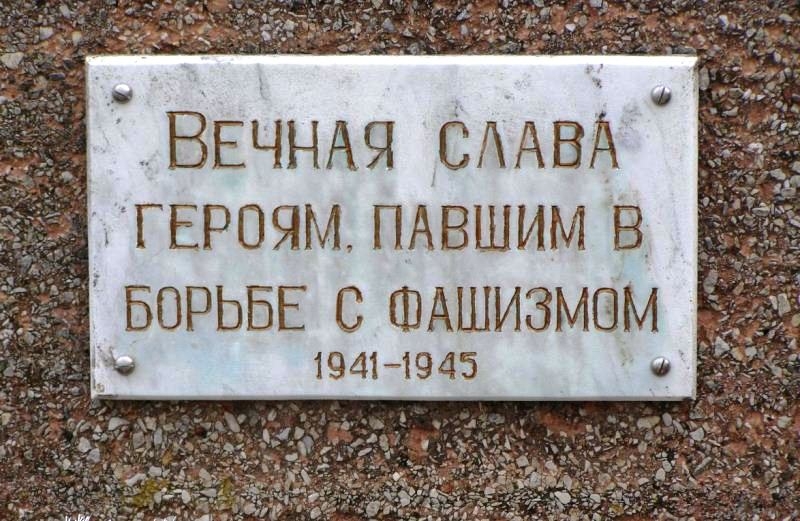 Вечная слава
героям, павшим в
борьбе с фашизмом
1941-1945